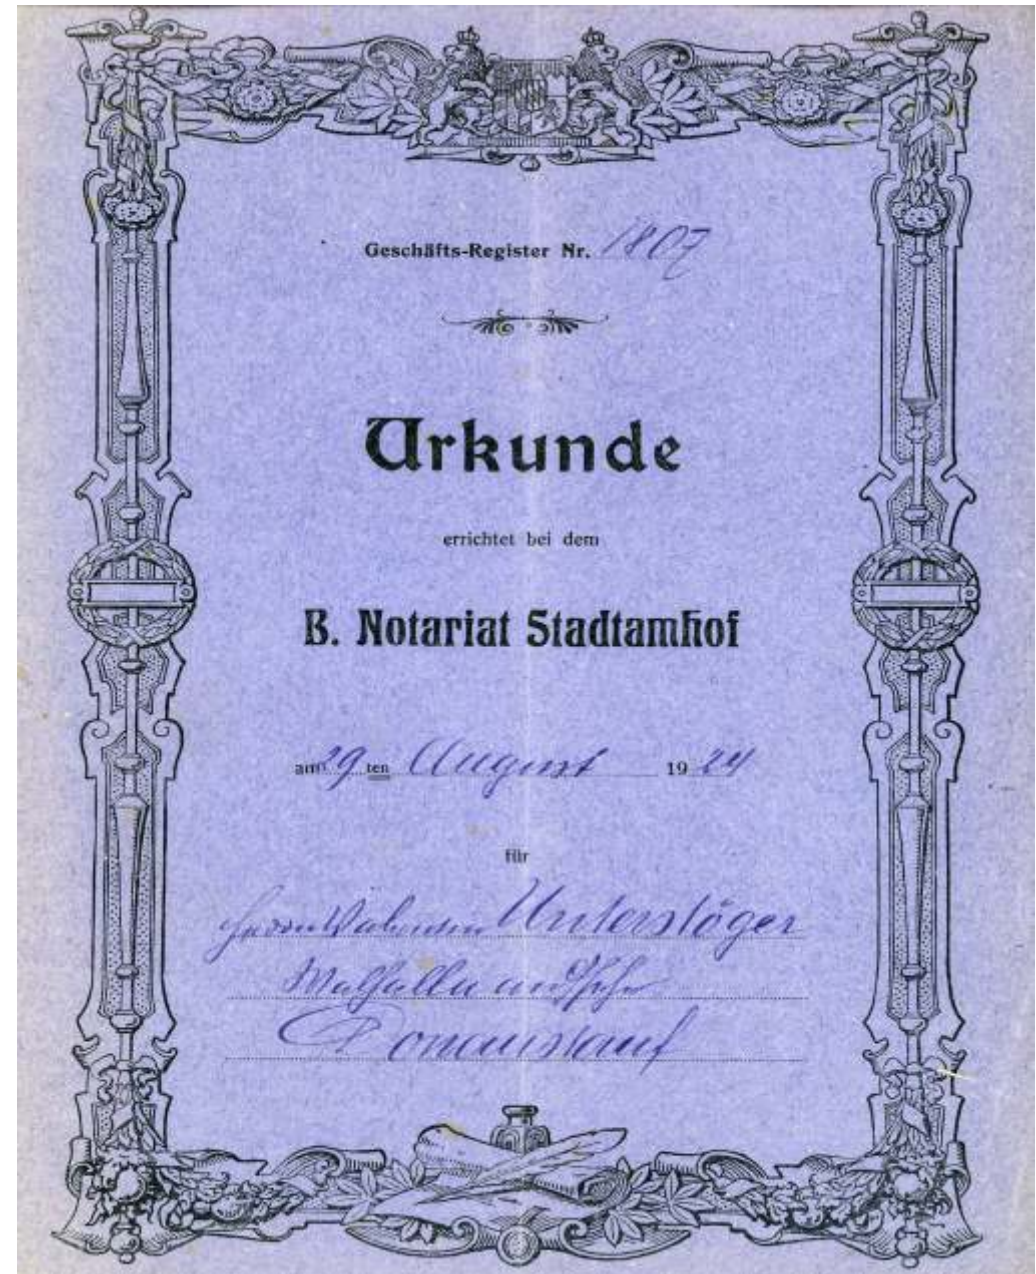 Geschäfts-Register Nr. 1807
Urkunde
errichtet bei dem
B. Notariat Stadtamhof
am 29 ten August 1924
für
Herrn Valentin Unterstöger
Walhalla aufseher
Donaustauf